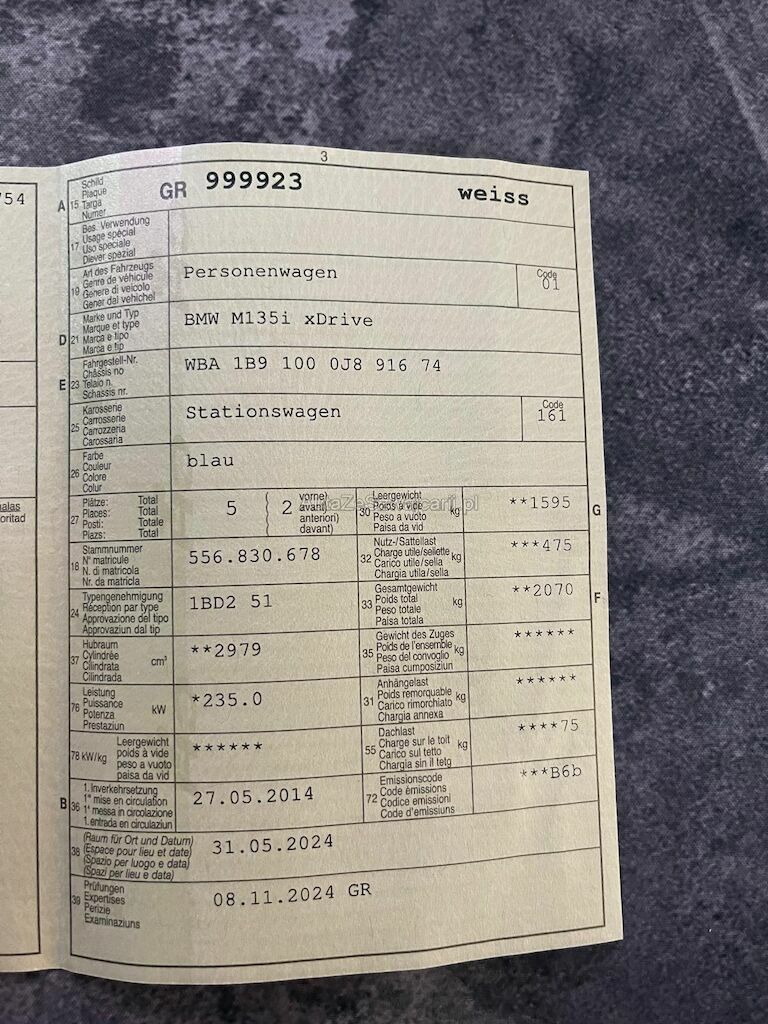 3
754
A 15 Schild
Plaque
Targa
Numer
GR 999923 weiss
17 Bes. Verwendung
Usage spécial
Uso speciale
Diever spezial
19 Art des Fahrzeugs
Genre de véhicule
Genere di veicolo
Gener dal vehichel
Personenwagen
Code
01
D 21 Marke und Typ
Marque et type
Marca e tipo
Marca e tip
BMW M135i xDrive
E 23 Fahrgestell-Nr.
Châssis no
Telaio n.
Schassis nr.
WBA 1B9 100 0J8 916 74
25 Karosserie
Carrosserie
Carrozzeria
Carossaria
Stationswagen
Code
161
26 Farbe
Couleur
Colore
Colur
blau
27 Plätze: Total
Places: Total
Posti: Totale
Plazs: Total
5 2 vorne)
avant)
anteriori)
davant)
30 Leergewicht
Poids à vide
Peso a vuoto
Paisa da vid
kg
**1595
G
18 Stammnummer
N° matricule
N. di matricola
Nr. da matricla
556.830.678
32 Nutz-/Sattellast
Charge utile/sellette
Carico utile/sella
Chargia utila/sella
kg
***475
24 Typengenehmigung
Réception par type
Approvazione del tipo
Approvaziun dal tip
1BD2 51
33 Gesamtgewicht
Poids total
Peso totale
Paisa totala
kg
**2070
F
37 Hubraum
Cylindrée
Cilindrata
Cilindrada
cm³
**2979
35 Gewicht des Zuges
Poids de l'ensemble
Peso del convoglio
Paisa cumposiziun
kg
******
76 Leistung
Puissance
Potenza
Prestaziun
kW
*235.0
31 Anhängelast
Poids remorquable
Carico rimorchiato
Chargia annexa
kg
******
78 kW/kg Leergewicht
poids à vide
peso a vuoto
paisa da vid
******
55 Dachlast
Charge sur le toit
Carico sul tetto
Chargia sin il tetg
kg
****75
B 36 1. Inverkehrsetzung
1re mise en circulation
1a messa in circolazione
1. entrada en circulaziun
27.05.2014
72 Emissionscode
Code émissions
Codice emissioni
Code d'emissiuns
***B6b
38 (Raum für Ort und Datum)
(Espace pour lieu et date)
(Spazio per luogo e data)
(Spazi per lieu e data)
31.05.2024
39 Prüfungen
Expertises
Perizie
Examinaziuns
08.11.2024 GR